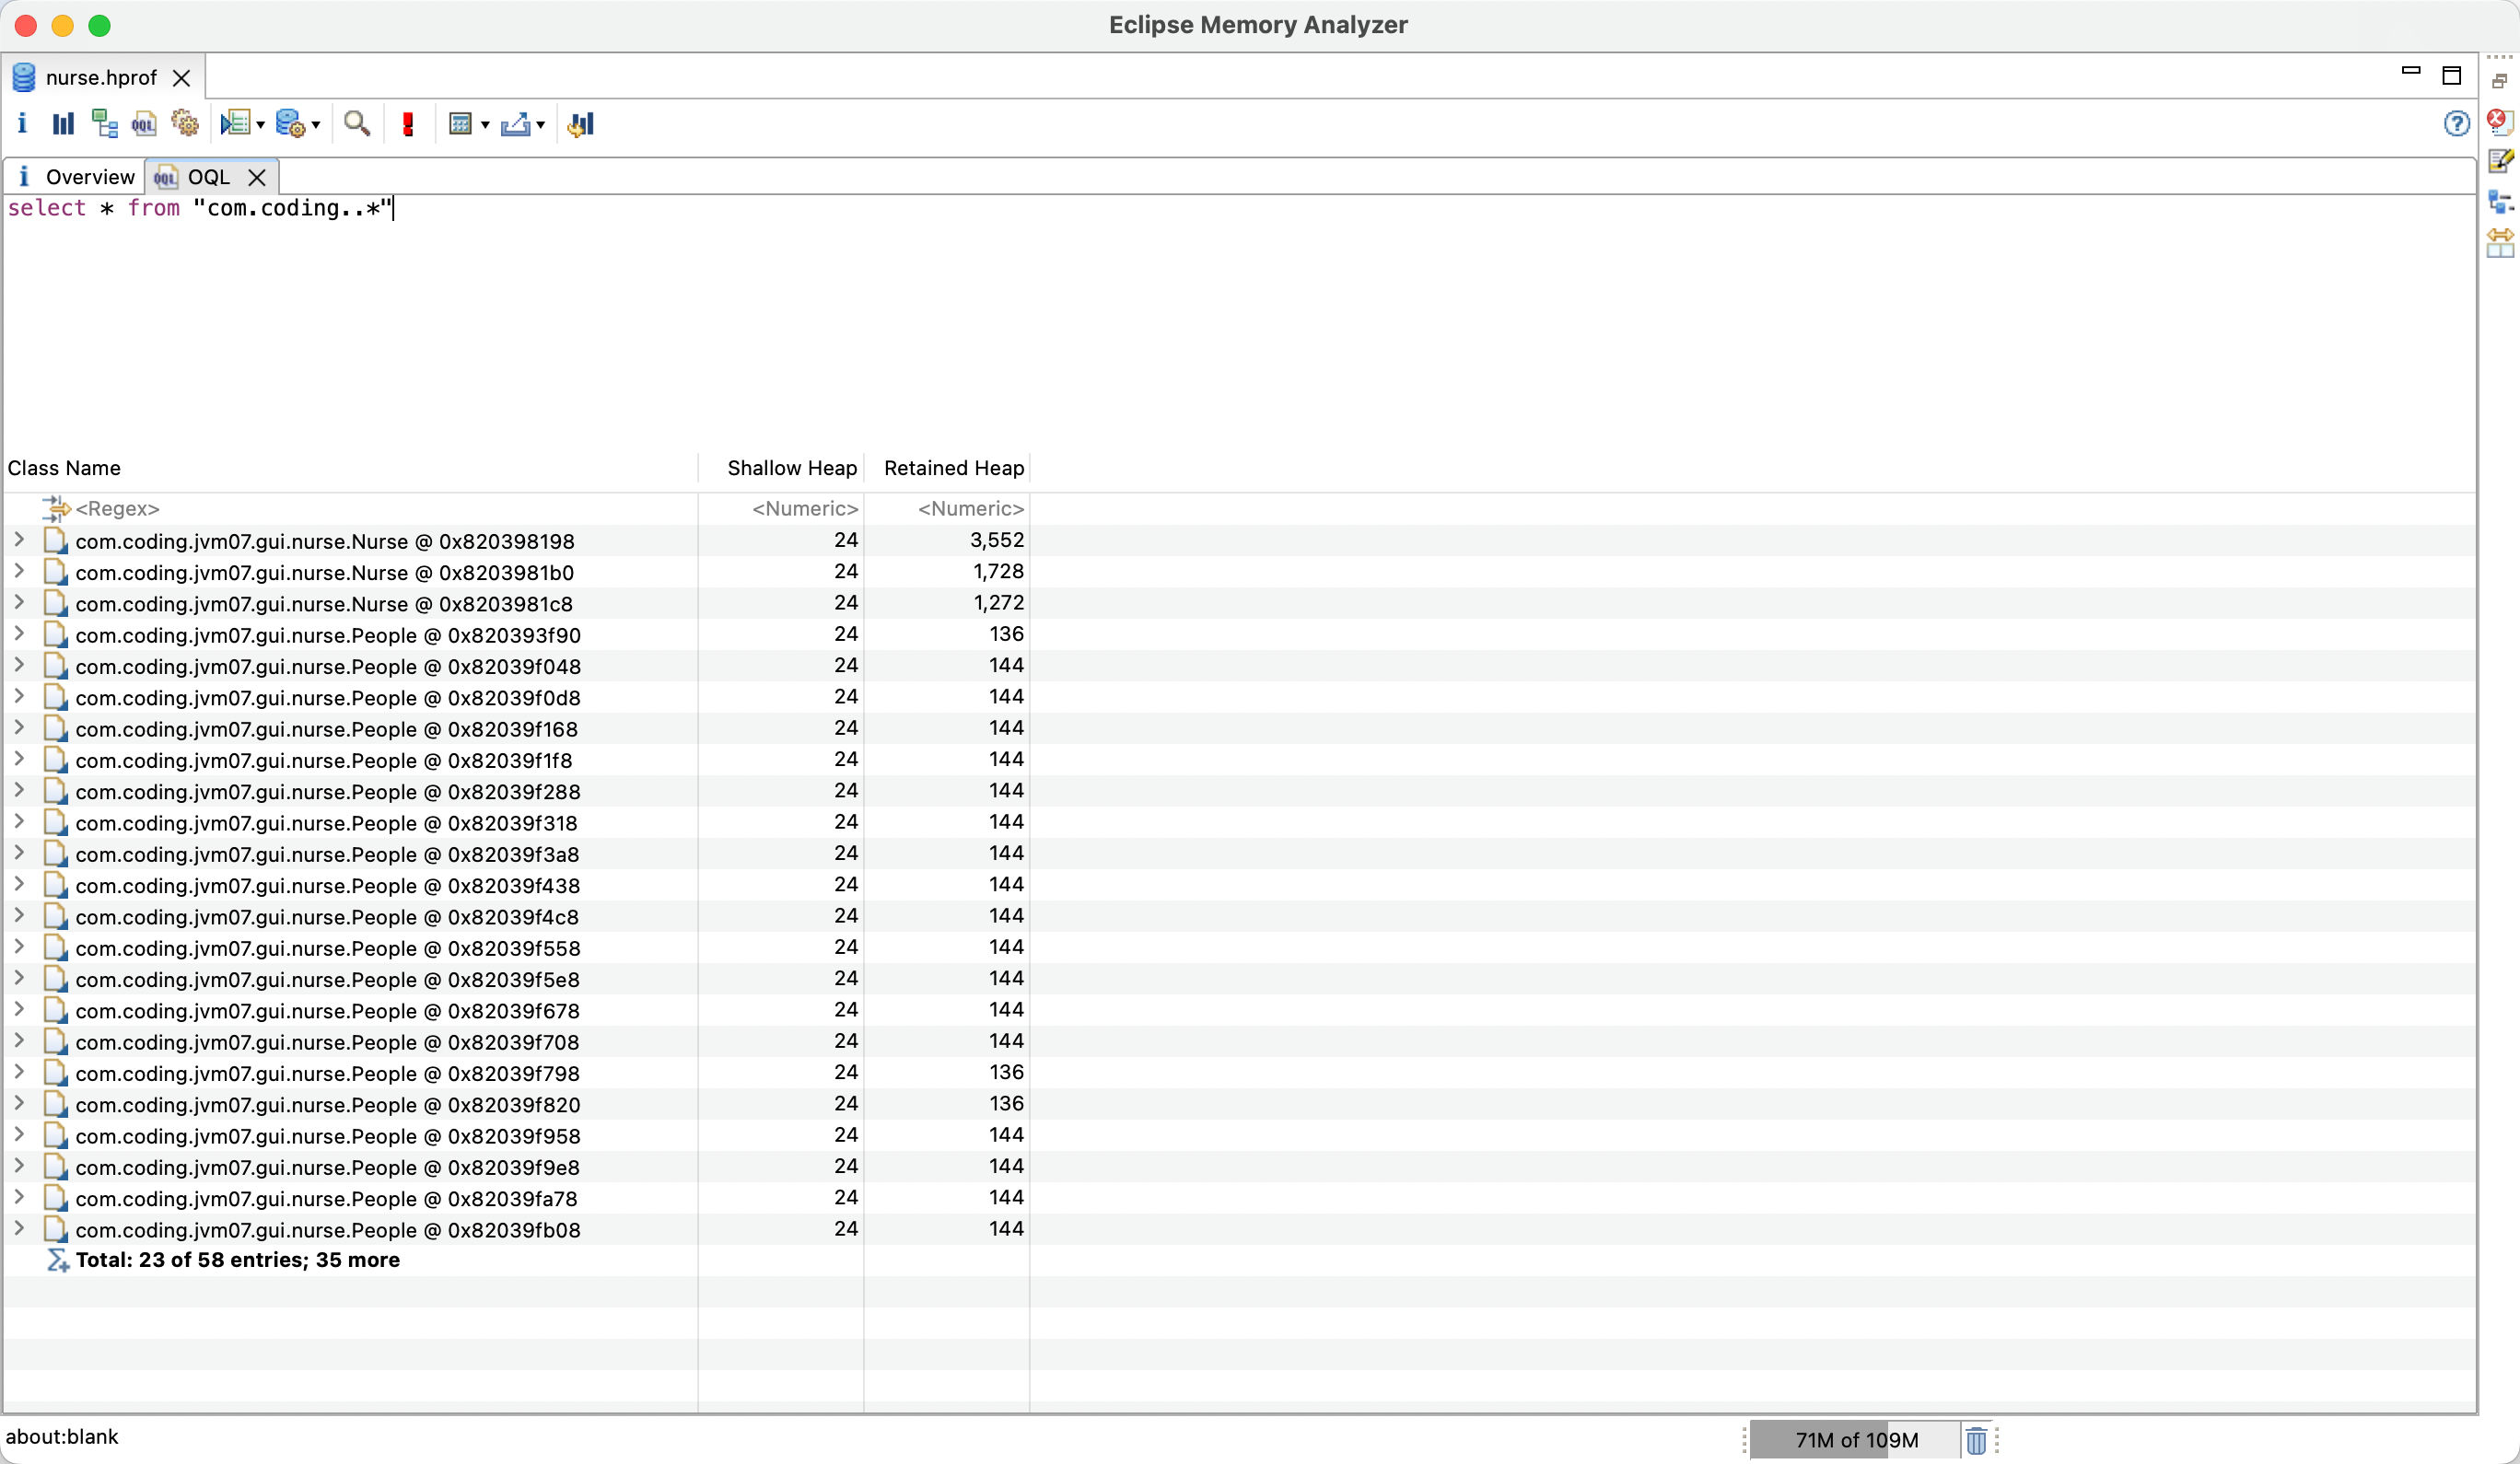 Eclipse Memory Analyzer
nurse.hprof
Overview
OQL
select * from "com.coding..*"
Class Name Shallow Heap Retained Heap
<Regex> <Numeric> <Numeric>
com.coding.jvm07.gui.nurse.Nurse @ 0x820398198 24 3,552
com.coding.jvm07.gui.nurse.Nurse @ 0x8203981b0 24 1,728
com.coding.jvm07.gui.nurse.Nurse @ 0x8203981c8 24 1,272
com.coding.jvm07.gui.nurse.People @ 0x820393f90 24 136
com.coding.jvm07.gui.nurse.People @ 0x82039f048 24 144
com.coding.jvm07.gui.nurse.People @ 0x82039f0d8 24 144
com.coding.jvm07.gui.nurse.People @ 0x82039f168 24 144
com.coding.jvm07.gui.nurse.People @ 0x82039f1f8 24 144
com.coding.jvm07.gui.nurse.People @ 0x82039f288 24 144
com.coding.jvm07.gui.nurse.People @ 0x82039f318 24 144
com.coding.jvm07.gui.nurse.People @ 0x82039f3a8 24 144
com.coding.jvm07.gui.nurse.People @ 0x82039f438 24 144
com.coding.jvm07.gui.nurse.People @ 0x82039f4c8 24 144
com.coding.jvm07.gui.nurse.People @ 0x82039f558 24 144
com.coding.jvm07.gui.nurse.People @ 0x82039f5e8 24 144
com.coding.jvm07.gui.nurse.People @ 0x82039f678 24 144
com.coding.jvm07.gui.nurse.People @ 0x82039f708 24 144
com.coding.jvm07.gui.nurse.People @ 0x82039f798 24 136
com.coding.jvm07.gui.nurse.People @ 0x82039f820 24 136
com.coding.jvm07.gui.nurse.People @ 0x82039f958 24 144
com.coding.jvm07.gui.nurse.People @ 0x82039f9e8 24 144
com.coding.jvm07.gui.nurse.People @ 0x82039fa78 24 144
com.coding.jvm07.gui.nurse.People @ 0x82039fb08 24 144
Total: 23 of 58 entries; 35 more
about:blank
71M of 109M